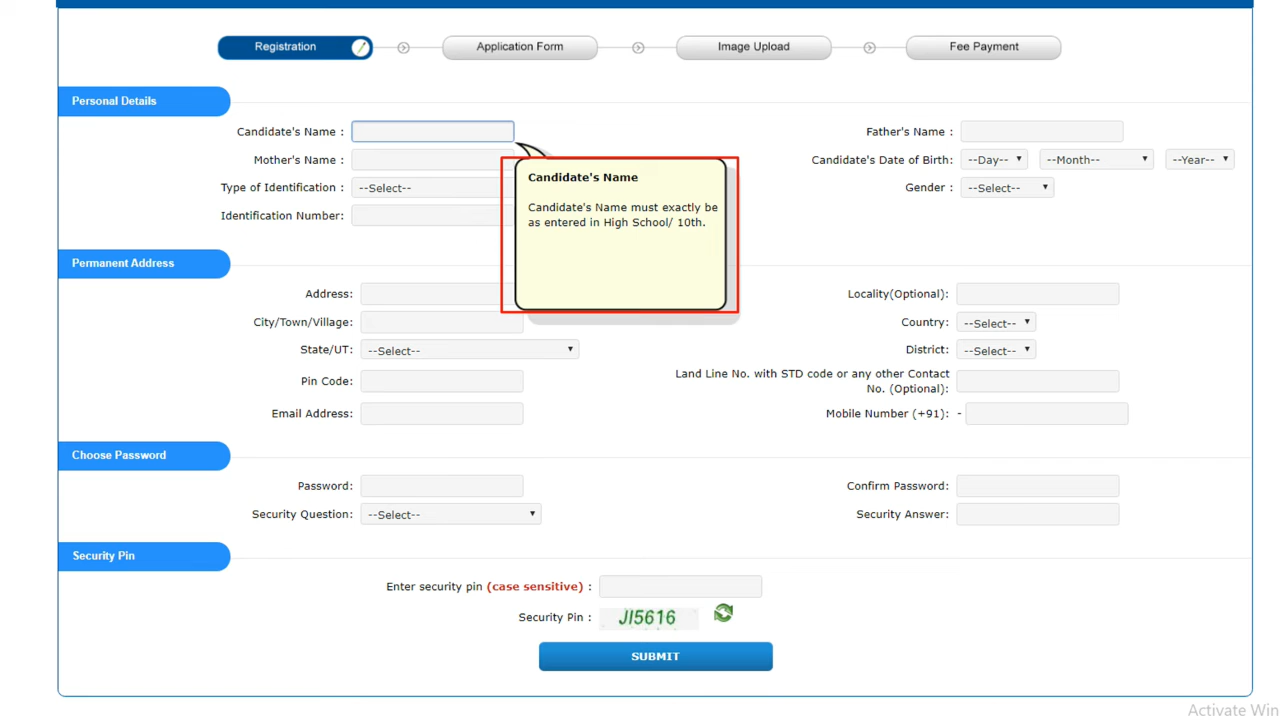 Registration
Application Form
Image Upload
Fee Payment
Personal Details
Candidate's Name :
Father's Name :
Mother's Name :
Candidate's Date of Birth: --Day-- --Month-- --Year--
Type of Identification : --Select--
Gender : --Select--
Identification Number:
Candidate's Name
Candidate's Name must exactly be
as entered in High School/ 10th.
Permanent Address
Address:
Locality(Optional):
City/Town/Village:
Country: --Select--
State/UT: --Select--
District: --Select--
Pin Code:
Land Line No. with STD code or any other Contact
No. (Optional):
Email Address:
Mobile Number (+91): -
Choose Password
Password:
Confirm Password:
Security Question: --Select--
Security Answer:
Security Pin
Enter security pin (case sensitive) :
Security Pin : JI5616
SUBMIT
Activate Win